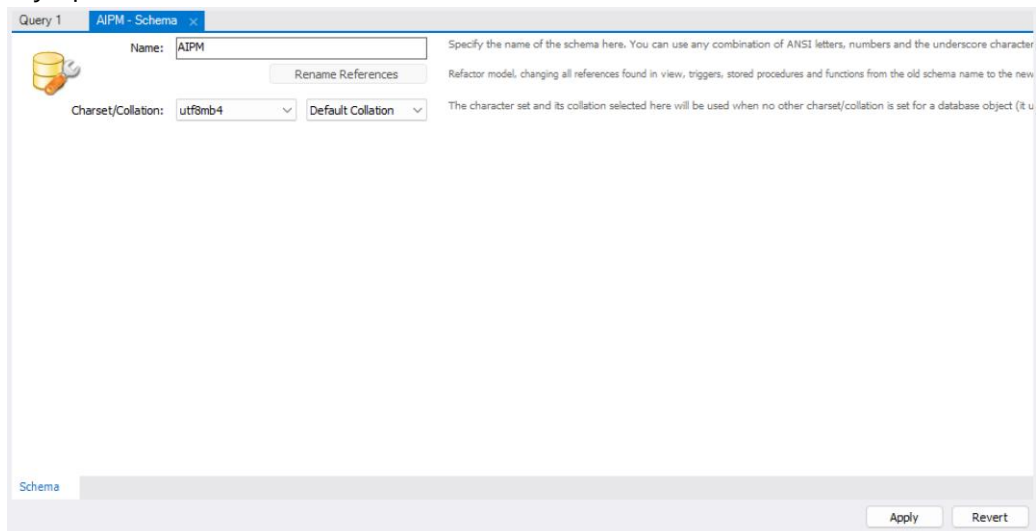 Query 1 AIPM - Schema ×
Name: AIPM Specify the name of the schema here. You can use any combination of ANSI letters, numbers and the underscore character
Rename References Refactor model, changing all references found in view, triggers, stored procedures and functions from the old schema name to the new
Charset/Collation: utf8mb4 Default Collation The character set and its collation selected here will be used when no other charset/collation is set for a database object (it u
Schema
Apply Revert